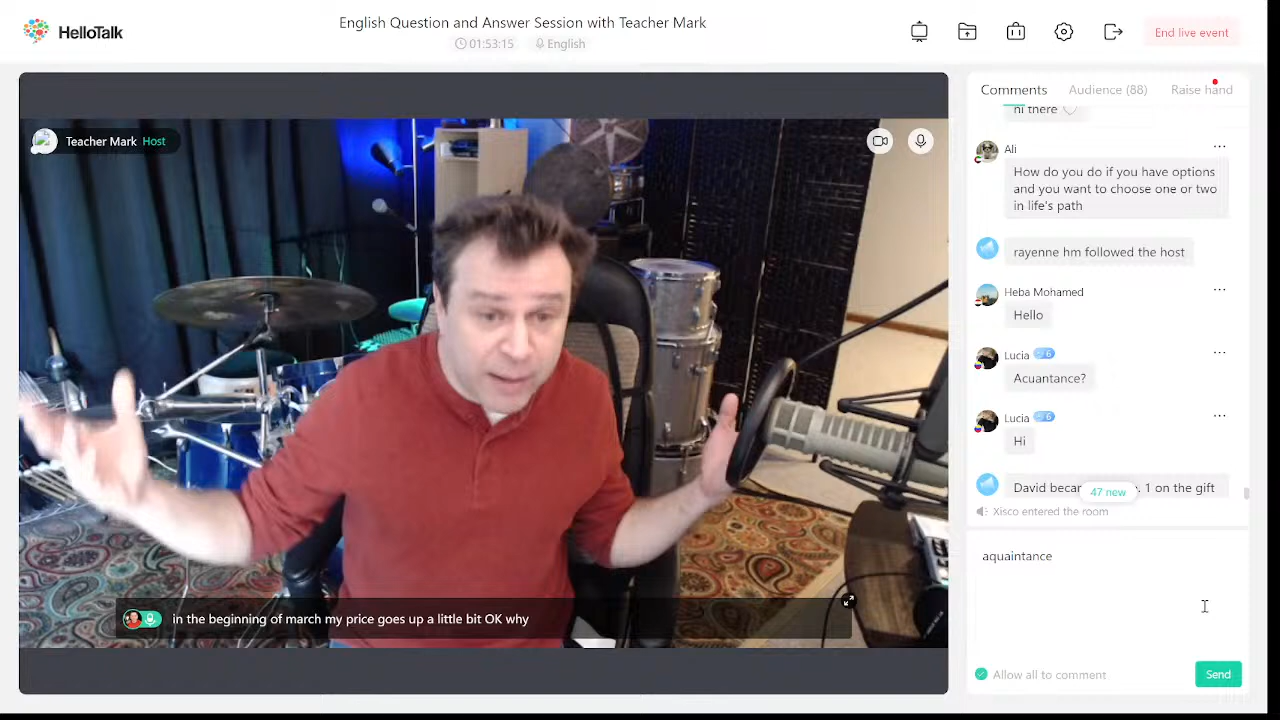 HelloTalk
English Question and Answer Session with Teacher Mark
01:53:15 English
End live event
Teacher Mark Host
in the beginning of march my price goes up a little bit OK why
Comments Audience (88) Raise hand
hi there
Ali
How do you do if you have options
and you want to choose one or two
in life's path
rayenne hm followed the host
Heba Mohamed
Hello
Lucia 6
Acuantance?
Lucia 6
Hi
David 1 on the gift
47 new
Xisco entered the room
aquaintance
Allow all to comment
Send